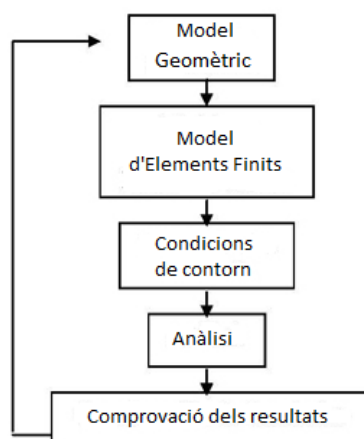 Model
Geomètric
Model
d'Elements Finits
Condicions
de contorn
Anàlisi
Comprovació dels resultats